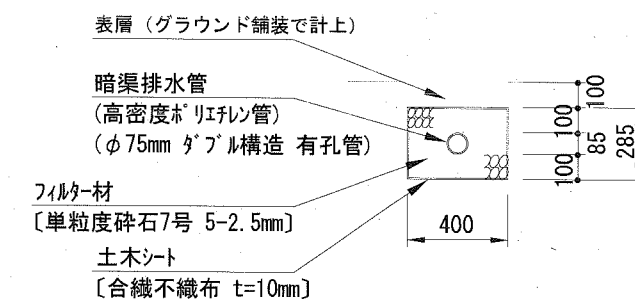 表層 (グラウンド舗装で計上)
暗渠排水管
(高密度ポリエチレン管)
(φ75mm ダブル構造 有孔管)
フィルター材
〔単粒度砕石7号 5-2.5mm〕
土木シート
〔合繊不織布 t=10mm〕
400
100
100
85
100
285